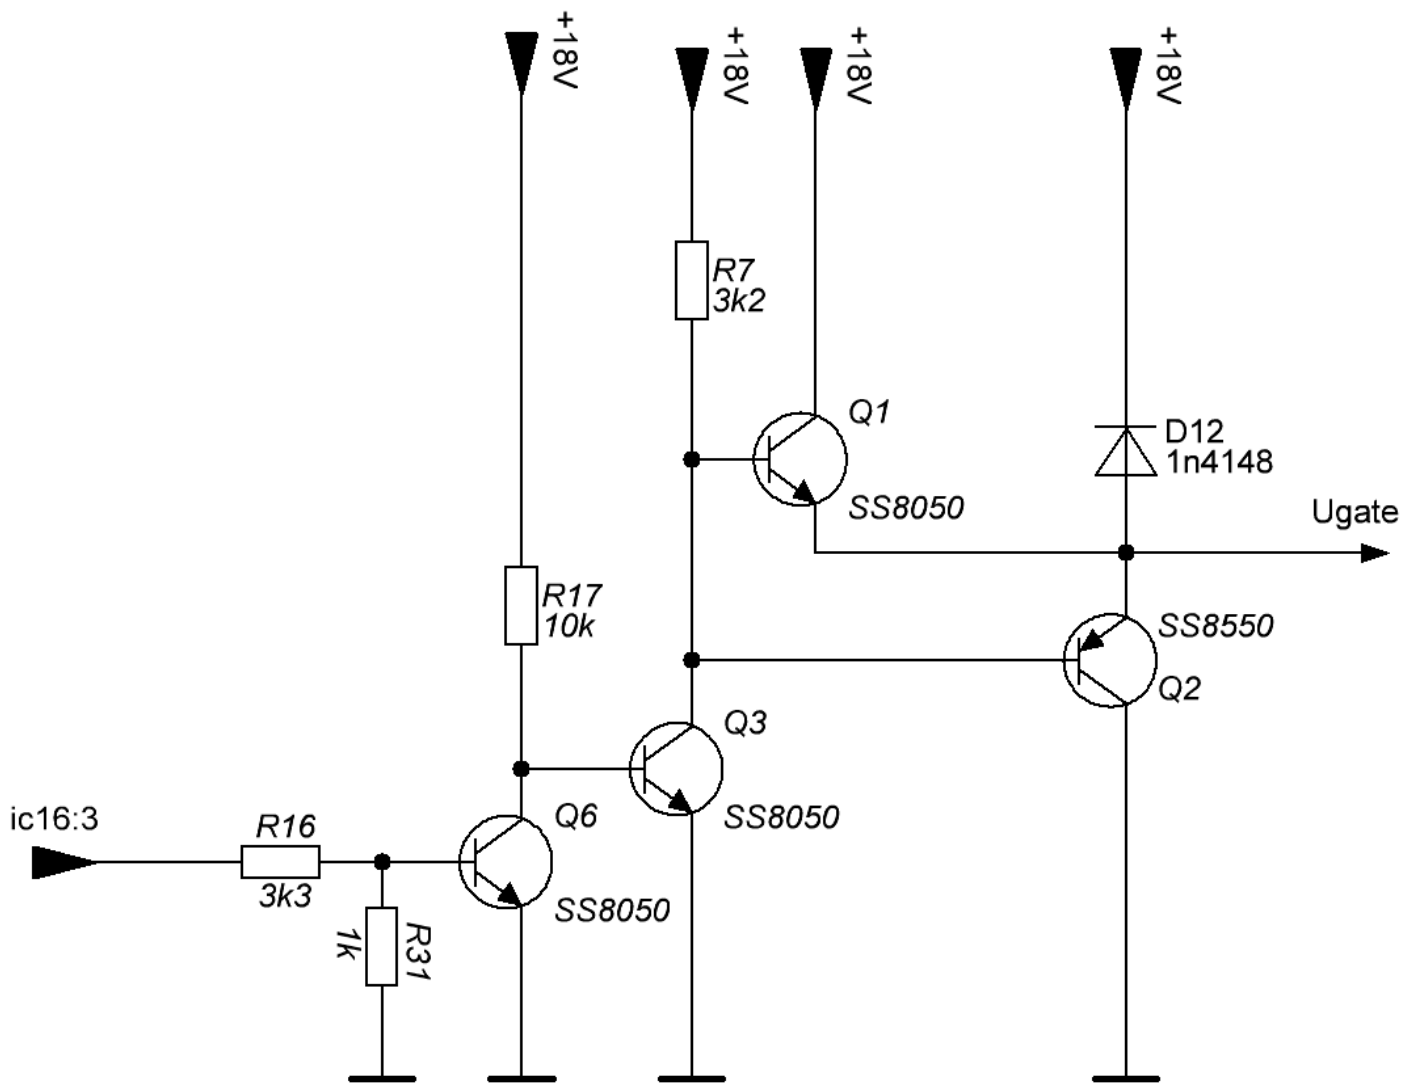 +18V
+18V
+18V
+18V
R7
3k2
Q1
SS8050
D12
1n4148
Ugate
R17
10k
SS8550
Q2
Q3
SS8050
ic16:3
R16
3k3
Q6
SS8050
R31
1k